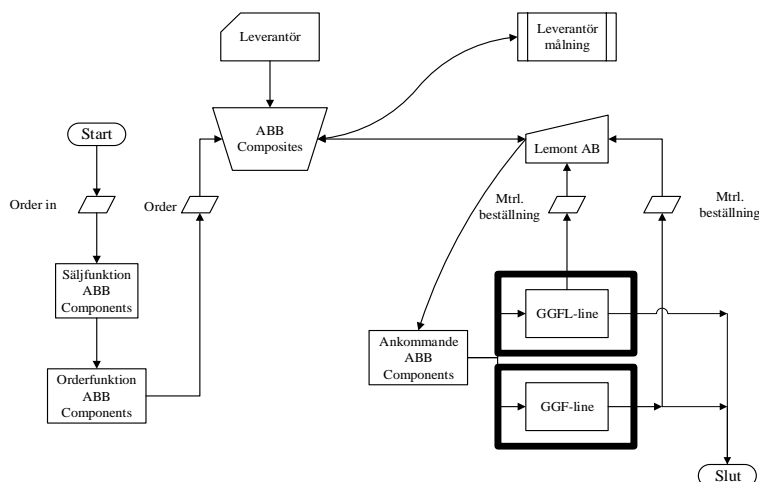 Leverantör
Leverantör
målning
Start
ABB
Composites
Lemont AB
Order in
Order
Mtrl.
beställning
Mtrl.
beställning
Säljfunktion
ABB
Components
GGFL-line
Ankommande
ABB
Components
Orderfunktion
ABB
Components
GGF-line
Slut